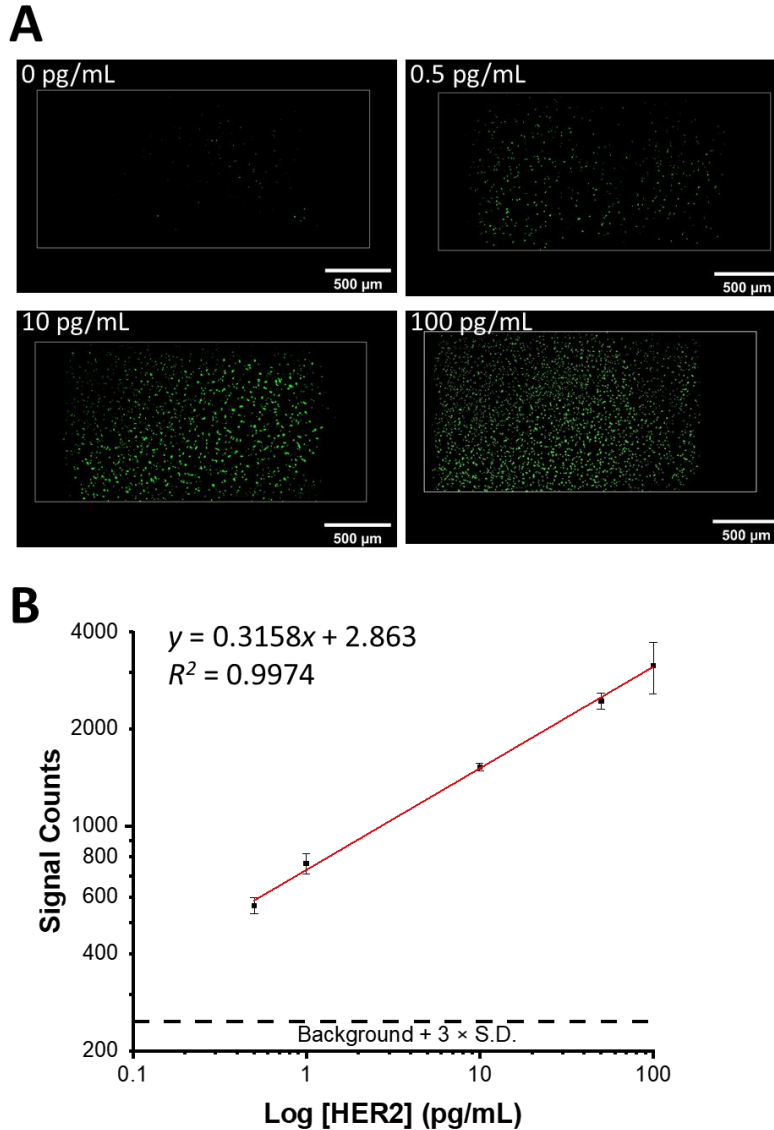 A
0 pg/mL
0.5 pg/mL
500 µm
500 µm
10 pg/mL
100 pg/mL
500 µm
500 µm
B
y = 0.3158x + 2.863
R² = 0.9974
4000
2000
1000
800
600
400
200
Signal Counts
Background + 3 × S.D.
0.1
1
10
100
Log [HER2] (pg/mL)